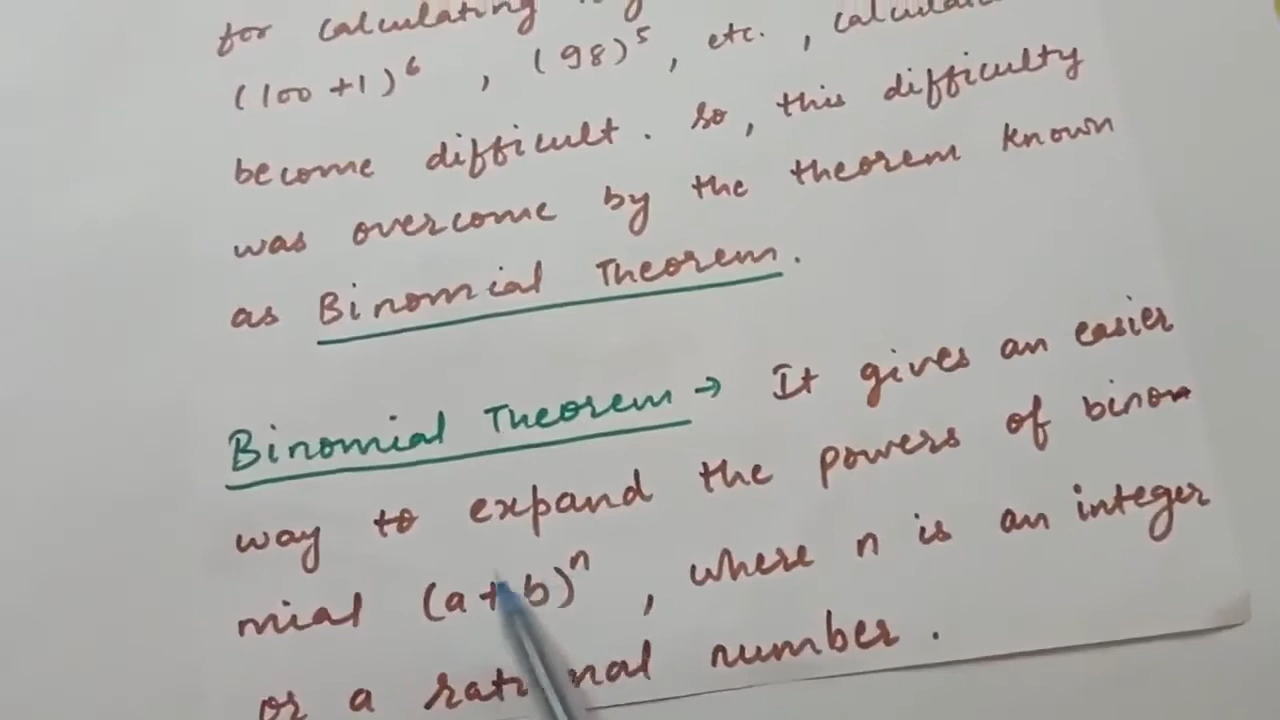 for calculating
(100+1)⁶, (98)⁵, etc.,
become difficult. so, this difficulty
was overcome by the theorem known
as Binomial Theorem.
Binomial Theorem → It gives an easier
way to expand the powers of bino
mial (a+b)ⁿ, where n is an integer
or a rational number.